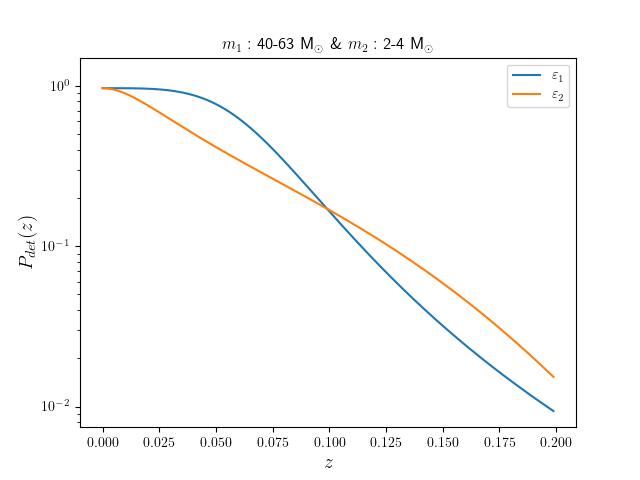 m₁ : 40-63 M⊙ & m₂ : 2-4 M⊙
ε₁
ε₂
10⁰
10⁻¹
10⁻²
P_det(z)
0.000 0.025 0.050 0.075 0.100 0.125 0.150 0.175 0.200
z